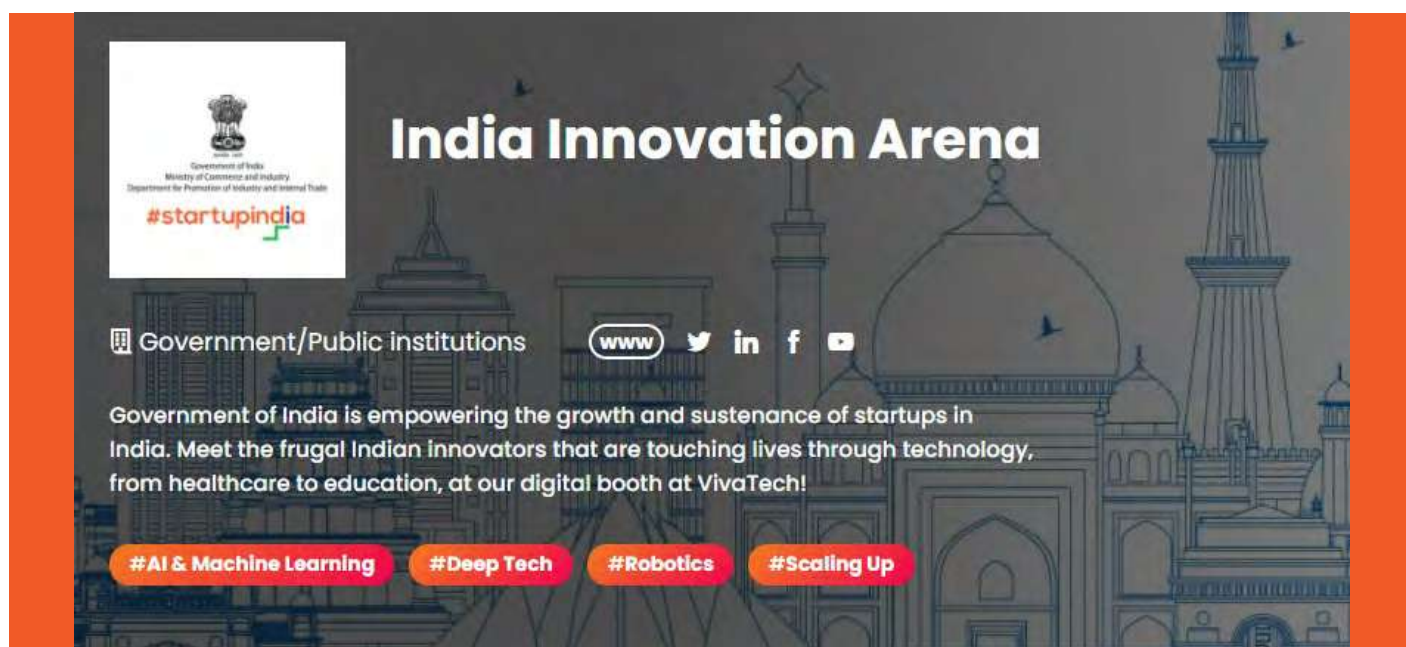 Government of India
Ministry of Commerce and Industry
Department for Promotion of Industry and Internal Trade
#startupindia
India Innovation Arena
Government/Public institutions
www
in f
Government of India is empowering the growth and sustenance of startups in
India. Meet the frugal Indian innovators that are touching lives through technology,
from healthcare to education, at our digital booth at VivaTech!
#AI & Machine Learning #Deep Tech #Robotics #Scaling Up